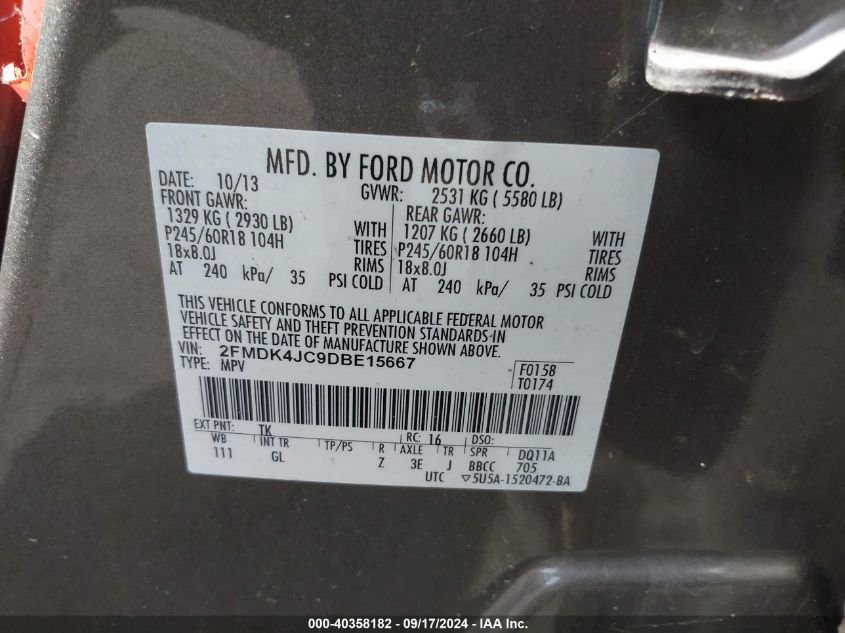 MFD. BY FORD MOTOR CO.
DATE: 10/13 GVWR: 2531 KG ( 5580 LB)
FRONT GAWR: REAR GAWR:
1329 KG ( 2930 LB) WITH 1207 KG ( 2660 LB) WITH
P245/60R18 104H TIRES P245/60R18 104H TIRES
18x8.0J RIMS 18x8.0J RIMS
AT 240 kPa/ 35 PSI COLD AT 240 kPa/ 35 PSI COLD
THIS VEHICLE CONFORMS TO ALL APPLICABLE FEDERAL MOTOR
VEHICLE SAFETY AND THEFT PREVENTION STANDARDS IN
EFFECT ON THE DATE OF MANUFACTURE SHOWN ABOVE.
VIN: 2FMDK4JC9DBE15667
TYPE: MPV
F0158
T0174
EXT PNT: TK RC: 16 DSO:
WB INT TR TP/PS R AXLE TR SPR DQ11A
111 GL Z 3E J BBCC 705
UTC ▽5U5A-1520472-BA
000-40358182 - 09/17/2024 - IAA Inc.